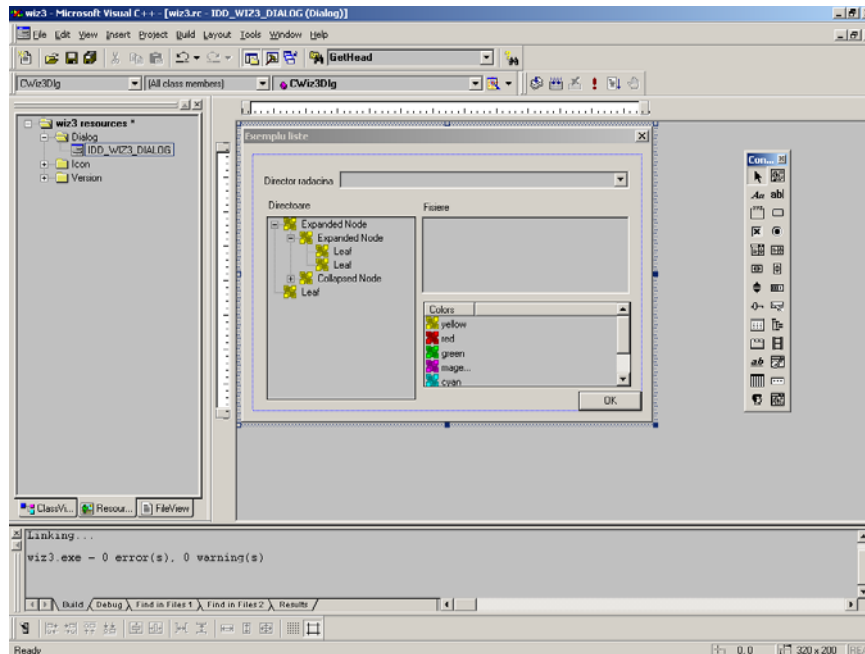 wiz3 - Microsoft Visual C++ - [wiz3.rc - IDD_WIZ3_DIALOG (Dialog)]
File Edit View Insert Project Build Layout Tools Window Help
GetHead
CWiz3Dlg [All class members] CWiz3Dlg
wiz3 resources *
Dialog
IDD_WIZ3_DIALOG
Icon
Version
Exemplu liste
Director radacina
Directoare
Fisiere
Expanded Node
Expanded Node
Leaf
Leaf
Collapsed Node
Leaf
Colors
yellow
red
green
mage...
cyan
OK
Con...
Aa abl
ab
ClassVi... Resour... FileView
Linking...
wiz3.exe - 0 error(s), 0 warning(s)
Build Debug Find in Files 1 Find in Files 2 Results
Ready 0, 0 320 x 200